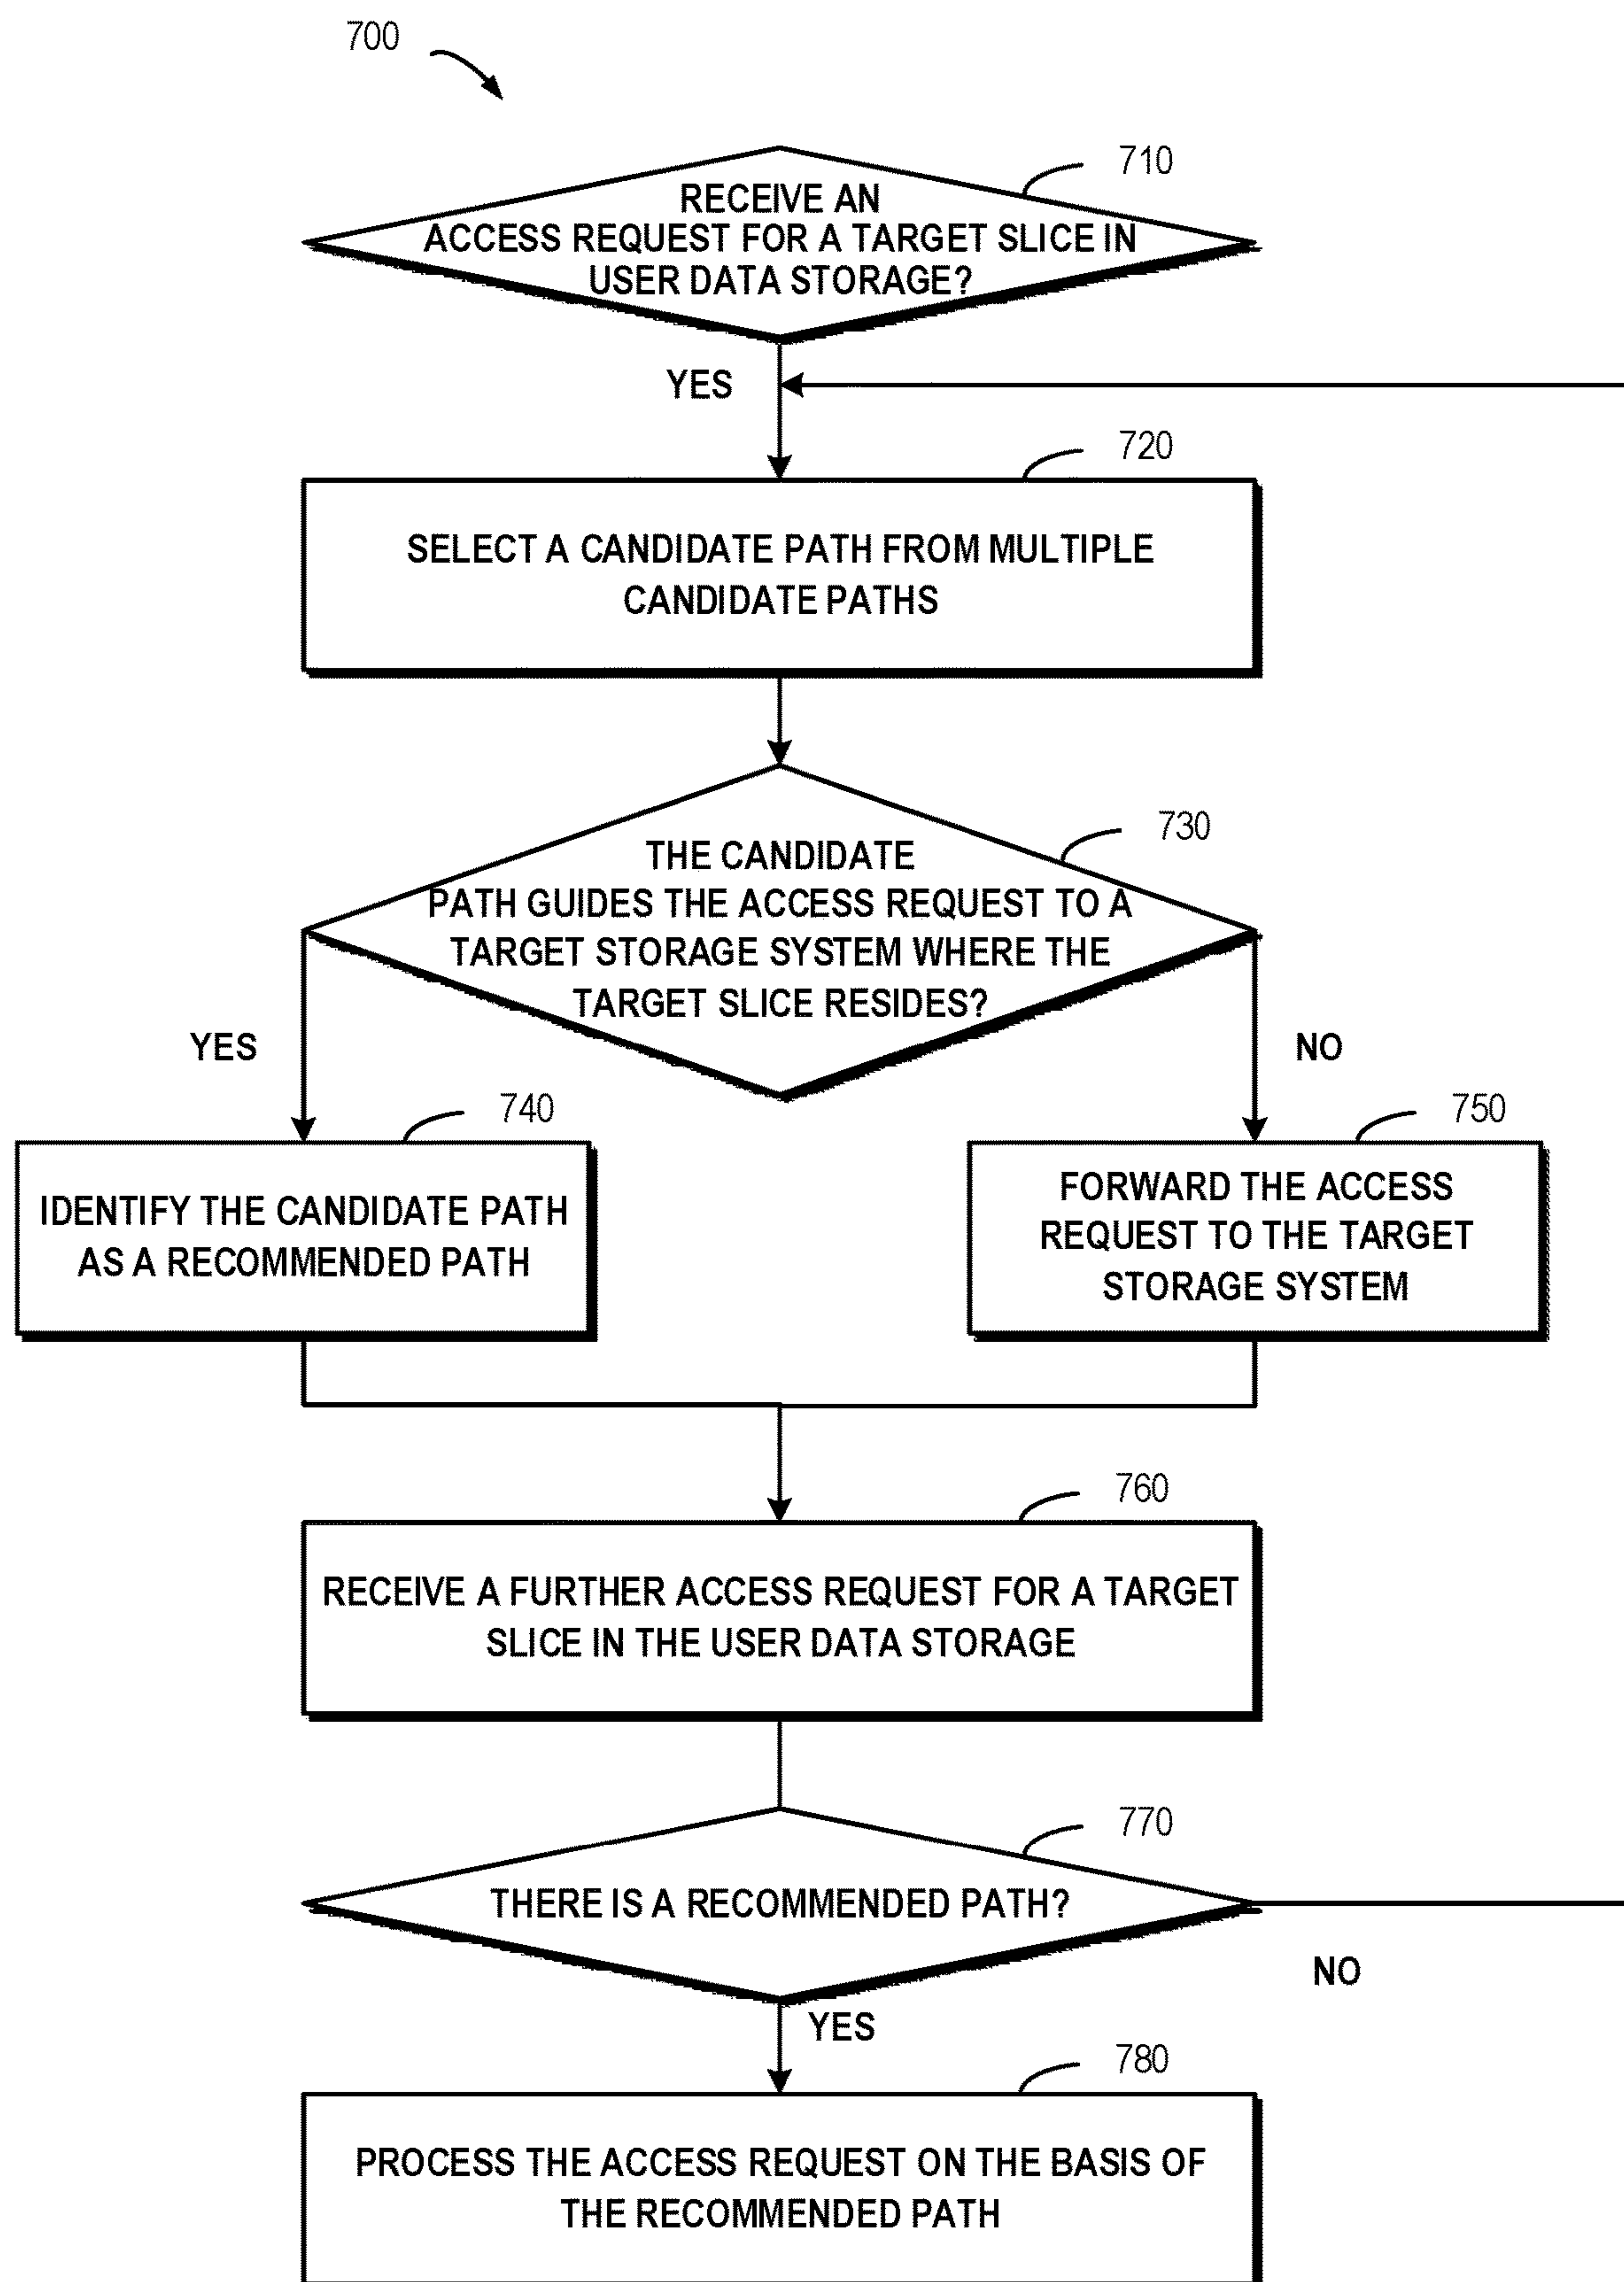 700
710
RECEIVE AN
ACCESS REQUEST FOR A TARGET SLICE IN
USER DATA STORAGE?
YES
720
SELECT A CANDIDATE PATH FROM MULTIPLE
CANDIDATE PATHS
730
THE CANDIDATE
PATH GUIDES THE ACCESS REQUEST TO A
TARGET STORAGE SYSTEM WHERE THE
TARGET SLICE RESIDES?
YES
NO
740
IDENTIFY THE CANDIDATE PATH
AS A RECOMMENDED PATH
750
FORWARD THE ACCESS
REQUEST TO THE TARGET
STORAGE SYSTEM
760
RECEIVE A FURTHER ACCESS REQUEST FOR A TARGET
SLICE IN THE USER DATA STORAGE
770
THERE IS A RECOMMENDED PATH?
NO
YES
780
PROCESS THE ACCESS REQUEST ON THE BASIS OF
THE RECOMMENDED PATH